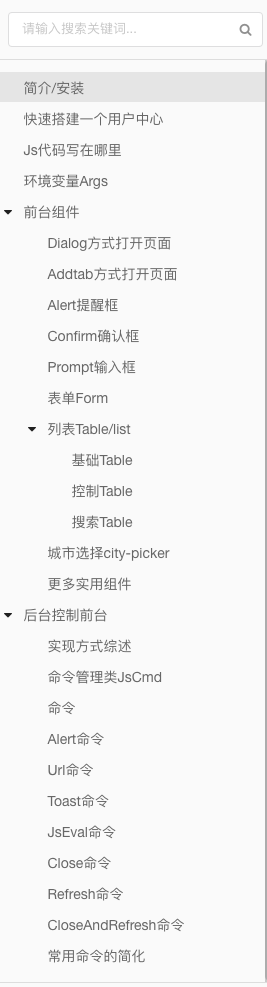 请输入搜索关键词...
简介/安装
快速搭建一个用户中心
Js代码写在哪里
环境变量Args
前台组件
Dialog方式打开页面
Addtab方式打开页面
Alert提醒框
Confirm确认框
Prompt输入框
表单Form
列表Table/list
基础Table
控制Table
搜索Table
城市选择city-picker
更多实用组件
后台控制前台
实现方式综述
命令管理类JsCmd
命令
Alert命令
Url命令
Toast命令
JsEval命令
Close命令
Refresh命令
CloseAndRefresh命令
常用命令的简化